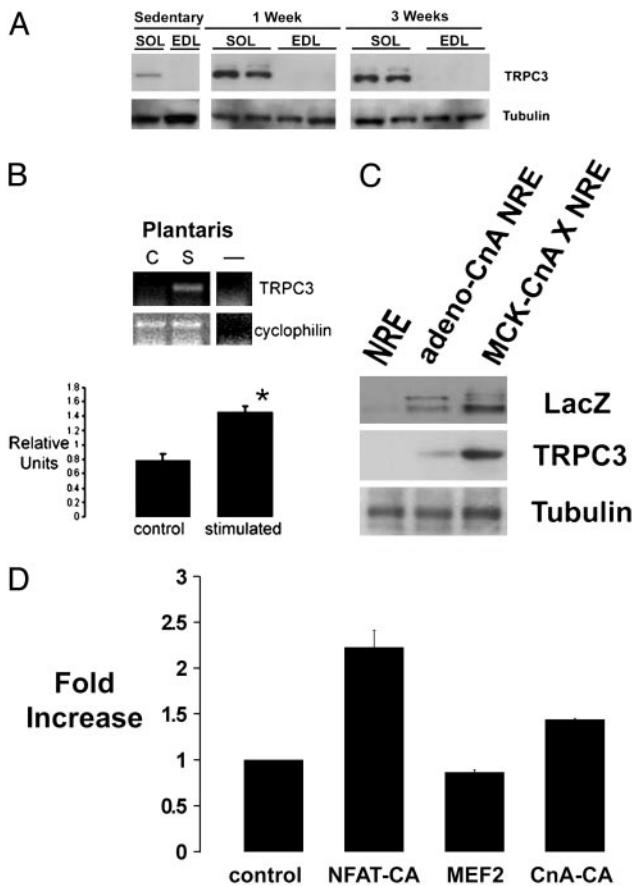 A
Sedentary 1 Week 3 Weeks
SOL EDL SOL EDL SOL EDL
TRPC3
Tubulin
B
Plantaris
C S —
TRPC3
cyclophilin
1.8
1.6
1.4
1.2
1
0.8
0.6
0.4
0.2
0
Relative
Units
*
control stimulated
C
NRE
adeno-CnA NRE
MCK-CnA X NRE
LacZ
TRPC3
Tubulin
D
Fold
Increase
3
2.5
2
1.5
1
0.5
0
control NFAT-CA MEF2 CnA-CA